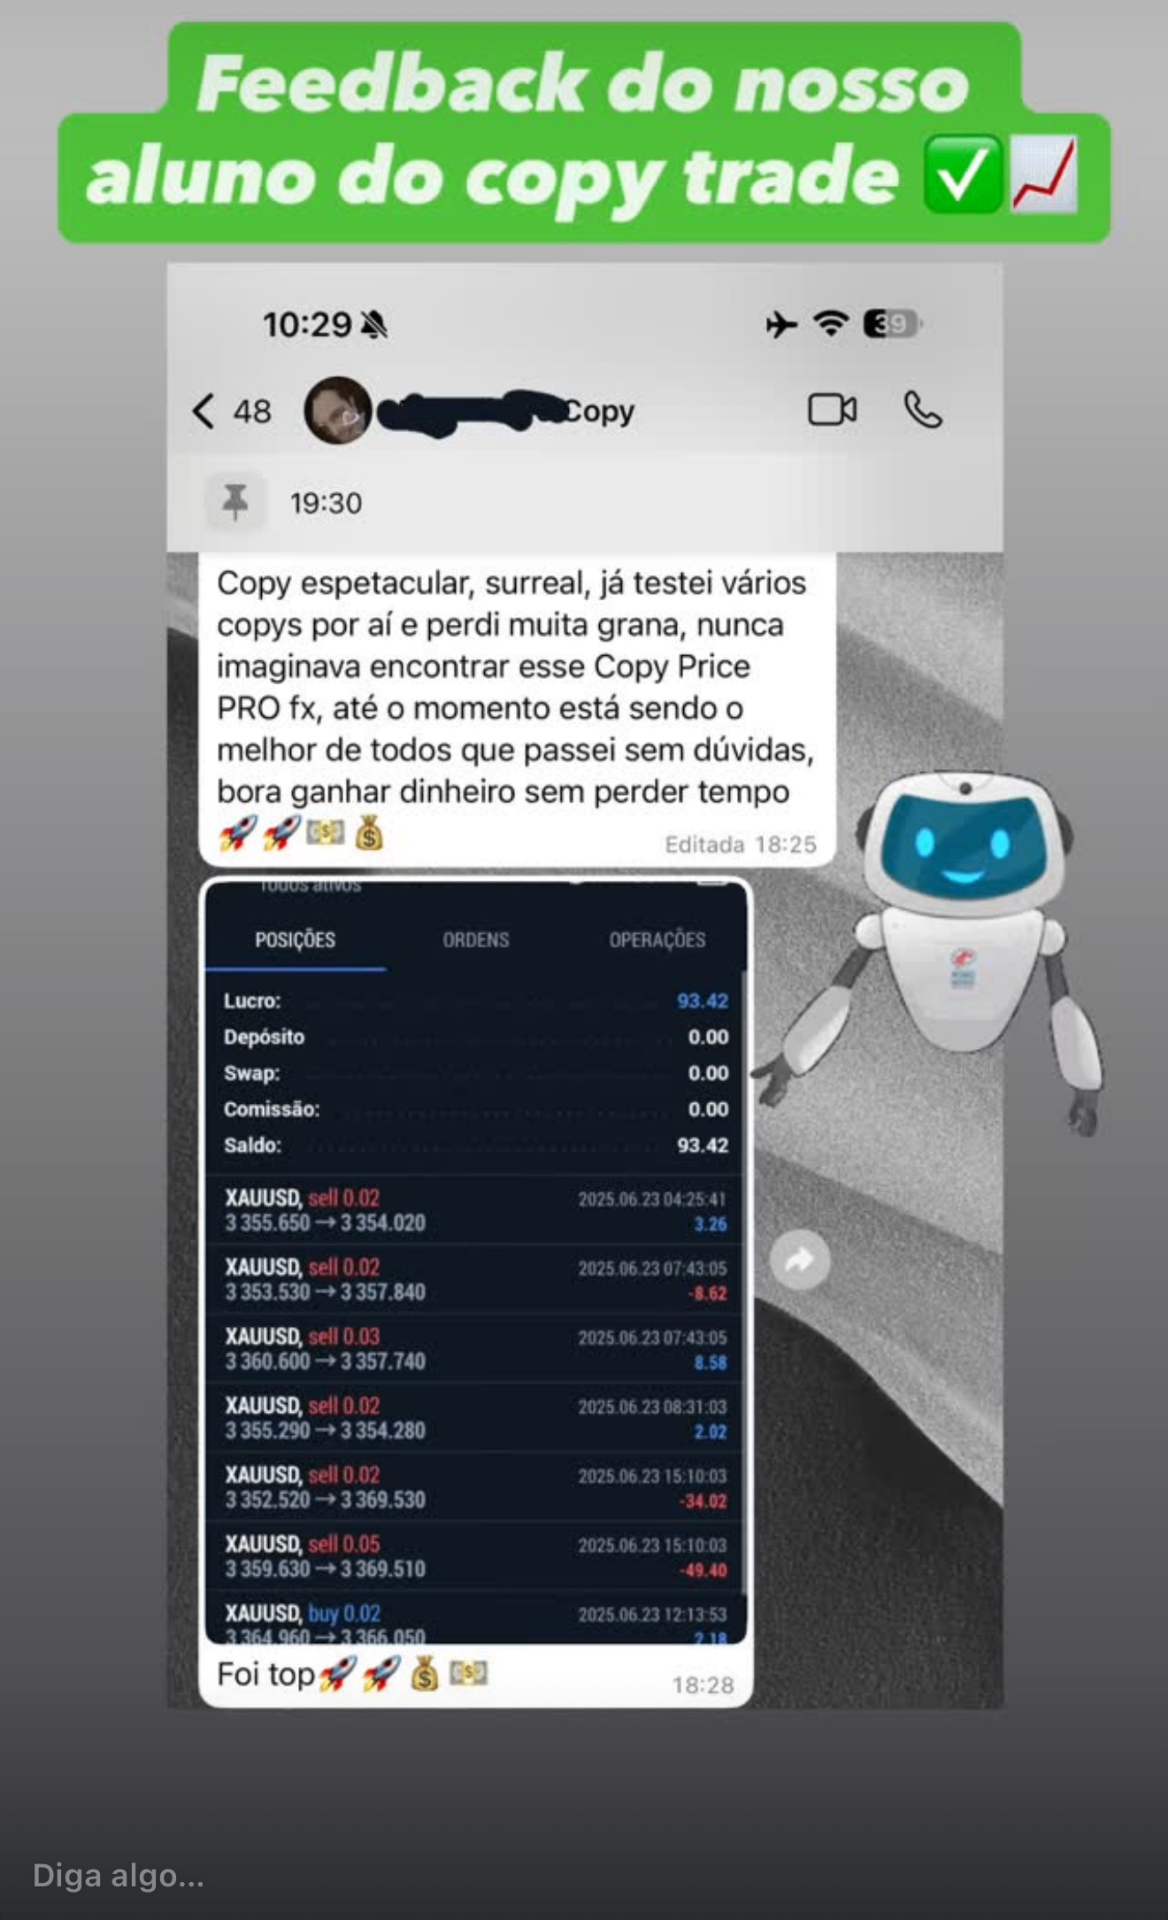 Feedback do nosso
aluno do copy trade ✅📈
10:29
39
48
Copy
19:30
Copy espetacular, surreal, já testei vários
copys por aí e perdi muita grana, nunca
imaginava encontrar esse Copy Price
PRO fx, até o momento está sendo o
melhor de todos que passei sem dúvidas,
bora ganhar dinheiro sem perder tempo
🚀🚀💵💰
Editada 18:25
Todos ativos
POSIÇÕES ORDENS OPERAÇÕES
Lucro: 93.42
Depósito 0.00
Swap: 0.00
Comissão: 0.00
Saldo: 93.42
XAUUSD, sell 0.02 2025.06.23 04:25:41
3 355.650 → 3 354.020 3.26
XAUUSD, sell 0.02 2025.06.23 07:43:05
3 353.530 → 3 357.840 -8.62
XAUUSD, sell 0.03 2025.06.23 07:43:05
3 360.600 → 3 357.740 8.58
XAUUSD, sell 0.02 2025.06.23 08:31:03
3 355.290 → 3 354.280 2.02
XAUUSD, sell 0.02 2025.06.23 15:10:03
3 352.520 → 3 369.530 -34.02
XAUUSD, sell 0.05 2025.06.23 15:10:03
3 359.630 → 3 369.510 -49.40
XAUUSD, buy 0.02 2025.06.23 12:13:53
3 364.960 → 3 366.050 2.18
Foi top🚀🚀💰💵
18:28
Diga algo...